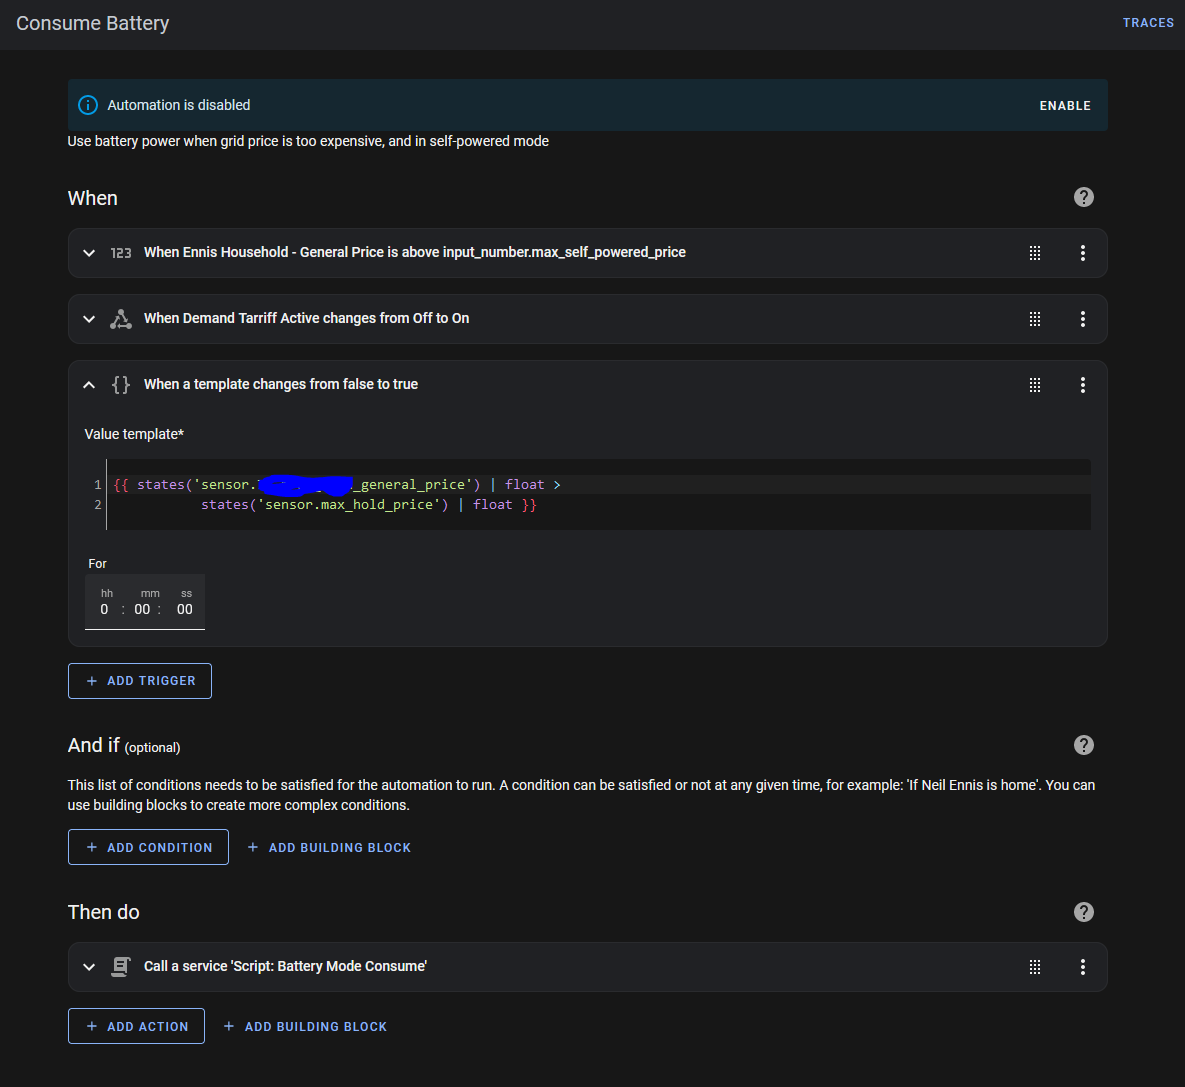 Consume Battery
TRACES
Automation is disabled
ENABLE
Use battery power when grid price is too expensive, and in self-powered mode
When
When Ennis Household - General Price is above input_number.max_self_powered_price
When Demand Tarriff Active changes from Off to On
When a template changes from false to true
Value template*
1 {{ states('sensor. _general_price') | float >
2 states('sensor.max_hold_price') | float }}
For
hh mm ss
0 : 00 : 00
+ ADD TRIGGER
And if (optional)
This list of conditions needs to be satisfied for the automation to run. A condition can be satisfied or not at any given time, for example: 'If Neil Ennis is home'. You can
use building blocks to create more complex conditions.
+ ADD CONDITION + ADD BUILDING BLOCK
Then do
Call a service 'Script: Battery Mode Consume'
+ ADD ACTION + ADD BUILDING BLOCK